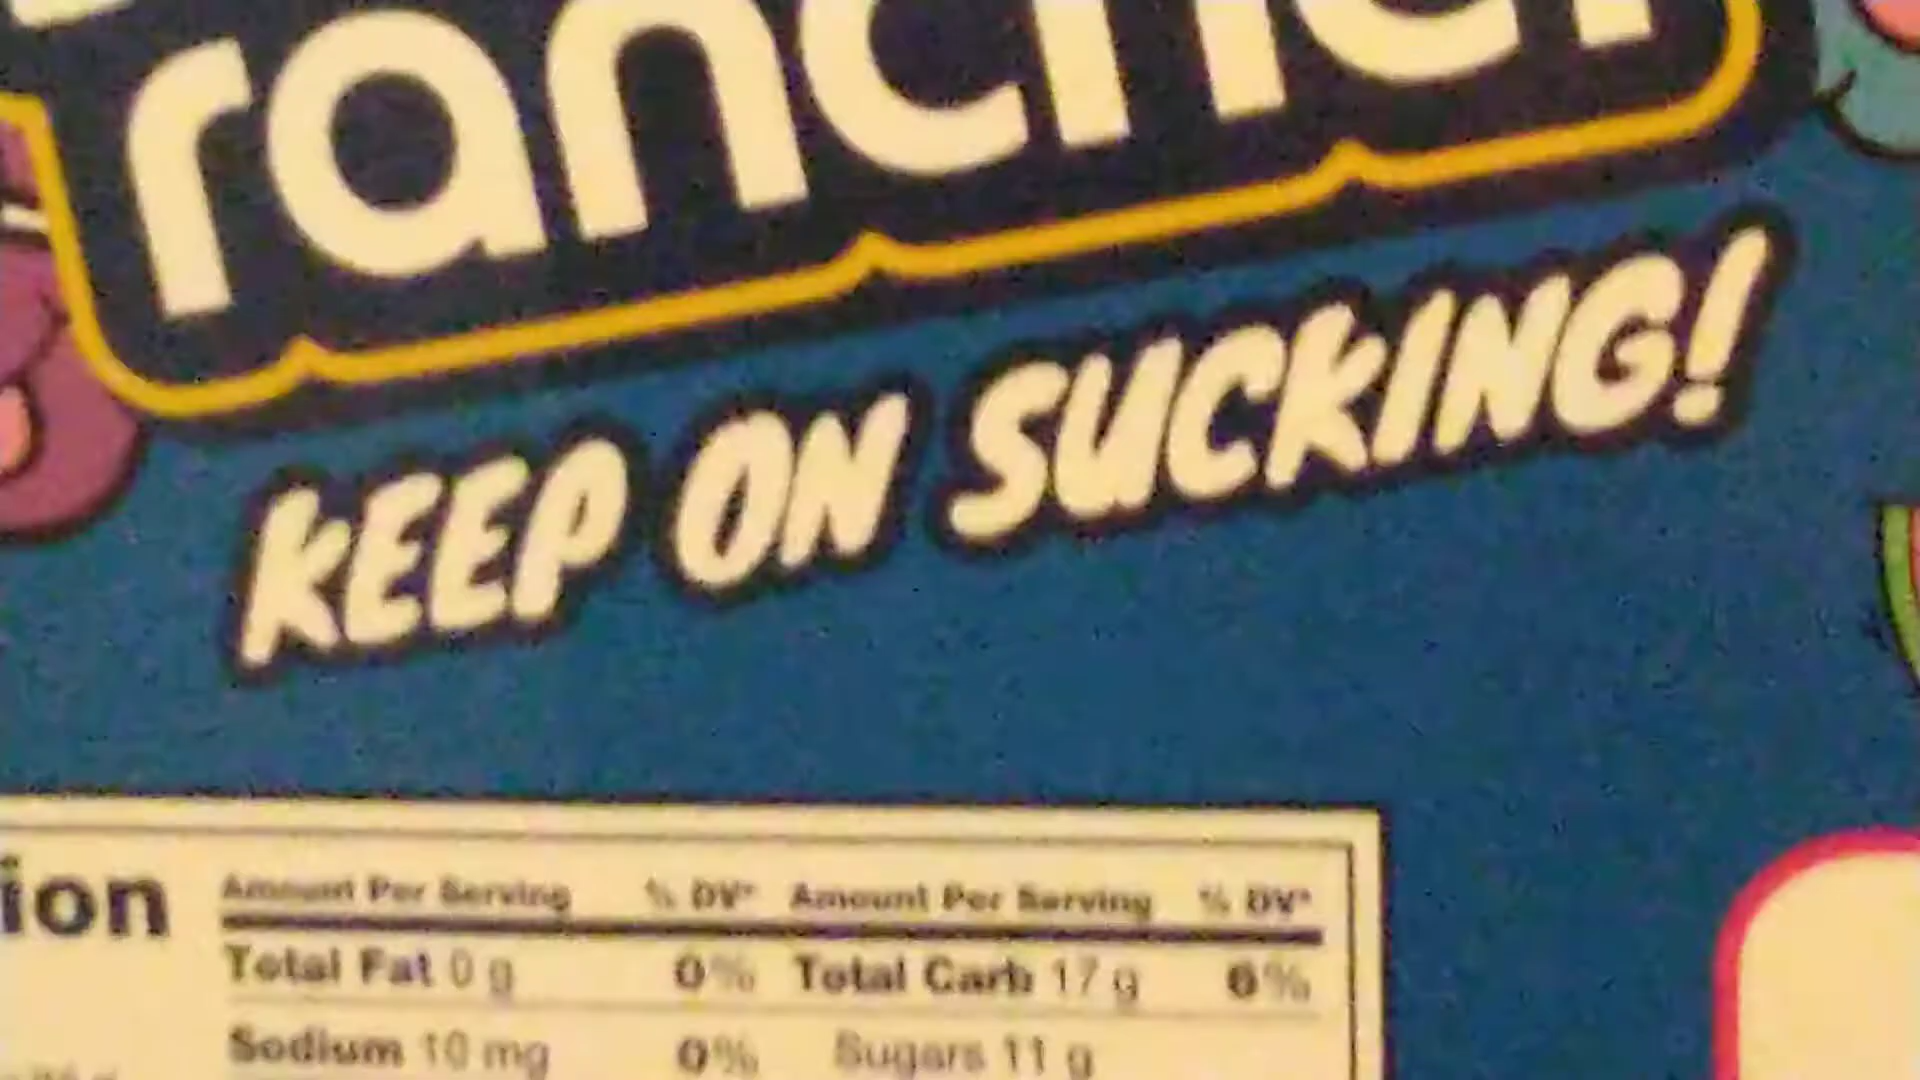 rancher
KEEP ON SUCKING!
ion
Amount Per Serving % DV* Amount Per Serving % DV*
Total Fat 0 g 0% Total Carb 17 g 6%
Sodium 10 mg 0% Sugars 11 g